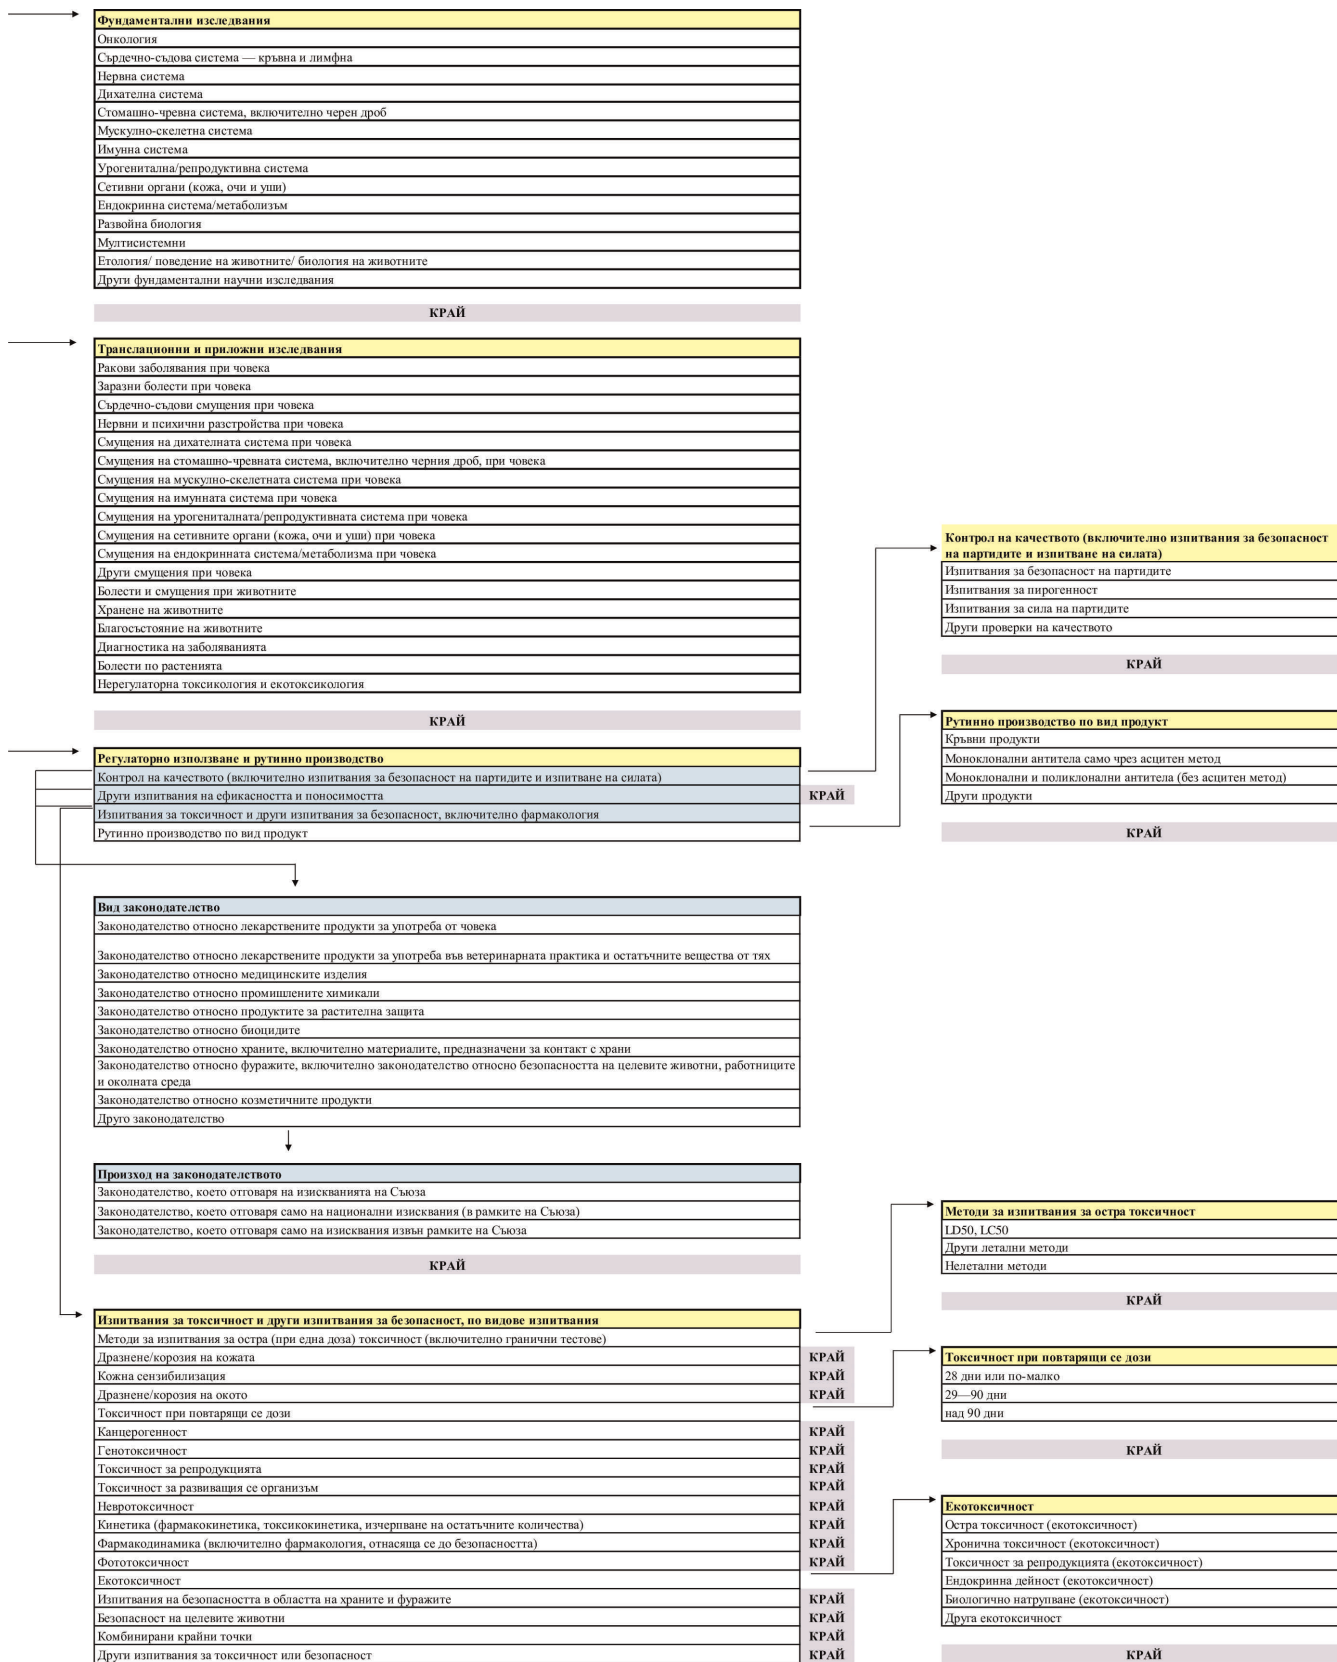 Фундаментални изследвания
Онкология
Сърдечно-съдова система — кръвна и лимфна
Нервна система
Дихателна система
Стомашно-чревна система, включително черен дроб
Мускулно-скелетна система
Имунна система
Урогенитална/репродуктивна система
Сетивни органи (кожа, очи и уши)
Ендокринна система/метаболизъм
Развойна биология
Мултисистемни
Етология/ поведение на животните/ биология на животните
Други фундаментални научни изследвания
КРАЙ
Транслационни и приложни изследвания
Ракови заболявания при човека
Заразни болести при човека
Сърдечно-съдови смущения при човека
Нервни и психични разстройства при човека
Смущения на дихателната система при човека
Смущения на стомашно-чревната система, включително черния дроб, при човека
Смущения на мускулно-скелетната система при човека
Смущения на имунната система при човека
Смущения на урогениталната/репродуктивната система при човека
Смущения на сетивните органи (кожа, очи и уши) при човека
Смущения на ендокринната система/метаболизма при човека
Други смущения при човека
Болести и смущения при животните
Хранене на животните
Благосъстояние на животните
Диагностика на заболяванията
Болести по растенията
Нерегулаторна токсикология и екотоксикология
КРАЙ
Контрол на качеството (включително изпитвания за безопасност
на партидите и изпитване на силата)
Изпитвания за безопасност на партидите
Изпитвания за пирогенност
Изпитвания за сила на партидите
Други проверки на качеството
КРАЙ
Рутинно производство по вид продукт
Кръвни продукти
Моноклонални антитела само чрез асцитен метод
Моноклонални и поликлонални антитела (без асцитен метод)
Други продукти
КРАЙ
Регулаторно използване и рутинно производство
Контрол на качеството (включително изпитвания за безопасност на партидите и изпитване на силата)
Други изпитвания на ефикасността и поносимостта КРАЙ
Изпитвания за токсичност и други изпитвания за безопасност, включително фармакология
Рутинно производство по вид продукт
Вид законодателство
Законодателство относно лекарствените продукти за употреба от човека
Законодателство относно лекарствените продукти за употреба във ветеринарната практика и остатъчните вещества от тях
Законодателство относно медицинските изделия
Законодателство относно промишлените химикали
Законодателство относно продуктите за растителна защита
Законодателство относно биоцидите
Законодателство относно храните, включително материалите, предназначени за контакт с храни
Законодателство относно фуражите, включително законодателство относно безопасността на целевите животни, работниците
и околната среда
Законодателство относно козметичните продукти
Друго законодателство
Произход на законодателството
Законодателство, което отговаря на изискванията на Съюза
Законодателство, което отговаря само на национални изисквания (в рамките на Съюза)
Законодателство, което отговаря само на изисквания извън рамките на Съюза
КРАЙ
Изпитвания за токсичност и други изпитвания за безопасност, по видове изпитвания
Методи за изпитвания за остра (при една доза) токсичност (включително гранични тестове)
Дразнене/корозия на кожата КРАЙ
Кожна сензибилизация КРАЙ
Дразнене/корозия на окото КРАЙ
Токсичност при повтарящи се дози
Канцерогенност КРАЙ
Генотоксичност КРАЙ
Токсичност за репродукцията КРАЙ
Токсичност за развиващия се организъм КРАЙ
Невротоксичност КРАЙ
Кинетика (фармакокинетика, токсикокинетика, изчерпване на остатъчните количества) КРАЙ
Фармакодинамика (включително фармакология, отнасяща се до безопасността) КРАЙ
Фототоксичност КРАЙ
Екотоксичност
Изпитвания на безопасността в областта на храните и фуражите КРАЙ
Безопасност на целевите животни КРАЙ
Комбинирани крайни точки КРАЙ
Други изпитвания за токсичност или безопасност КРАЙ
Методи за изпитвания за остра токсичност
LD50, LC50
Други летални методи
Нелетални методи
КРАЙ
Токсичност при повтарящи се дози
28 дни или по-малко
29—90 дни
над 90 дни
КРАЙ
Екотоксичност
Остра токсичност (екотоксичност)
Хронична токсичност (екотоксичност)
Токсичност за репродукцията (екотоксичност)
Ендокринна дейност (екотоксичност)
Биологично натрупване (екотоксичност)
Друга екотоксичност
КРАЙ